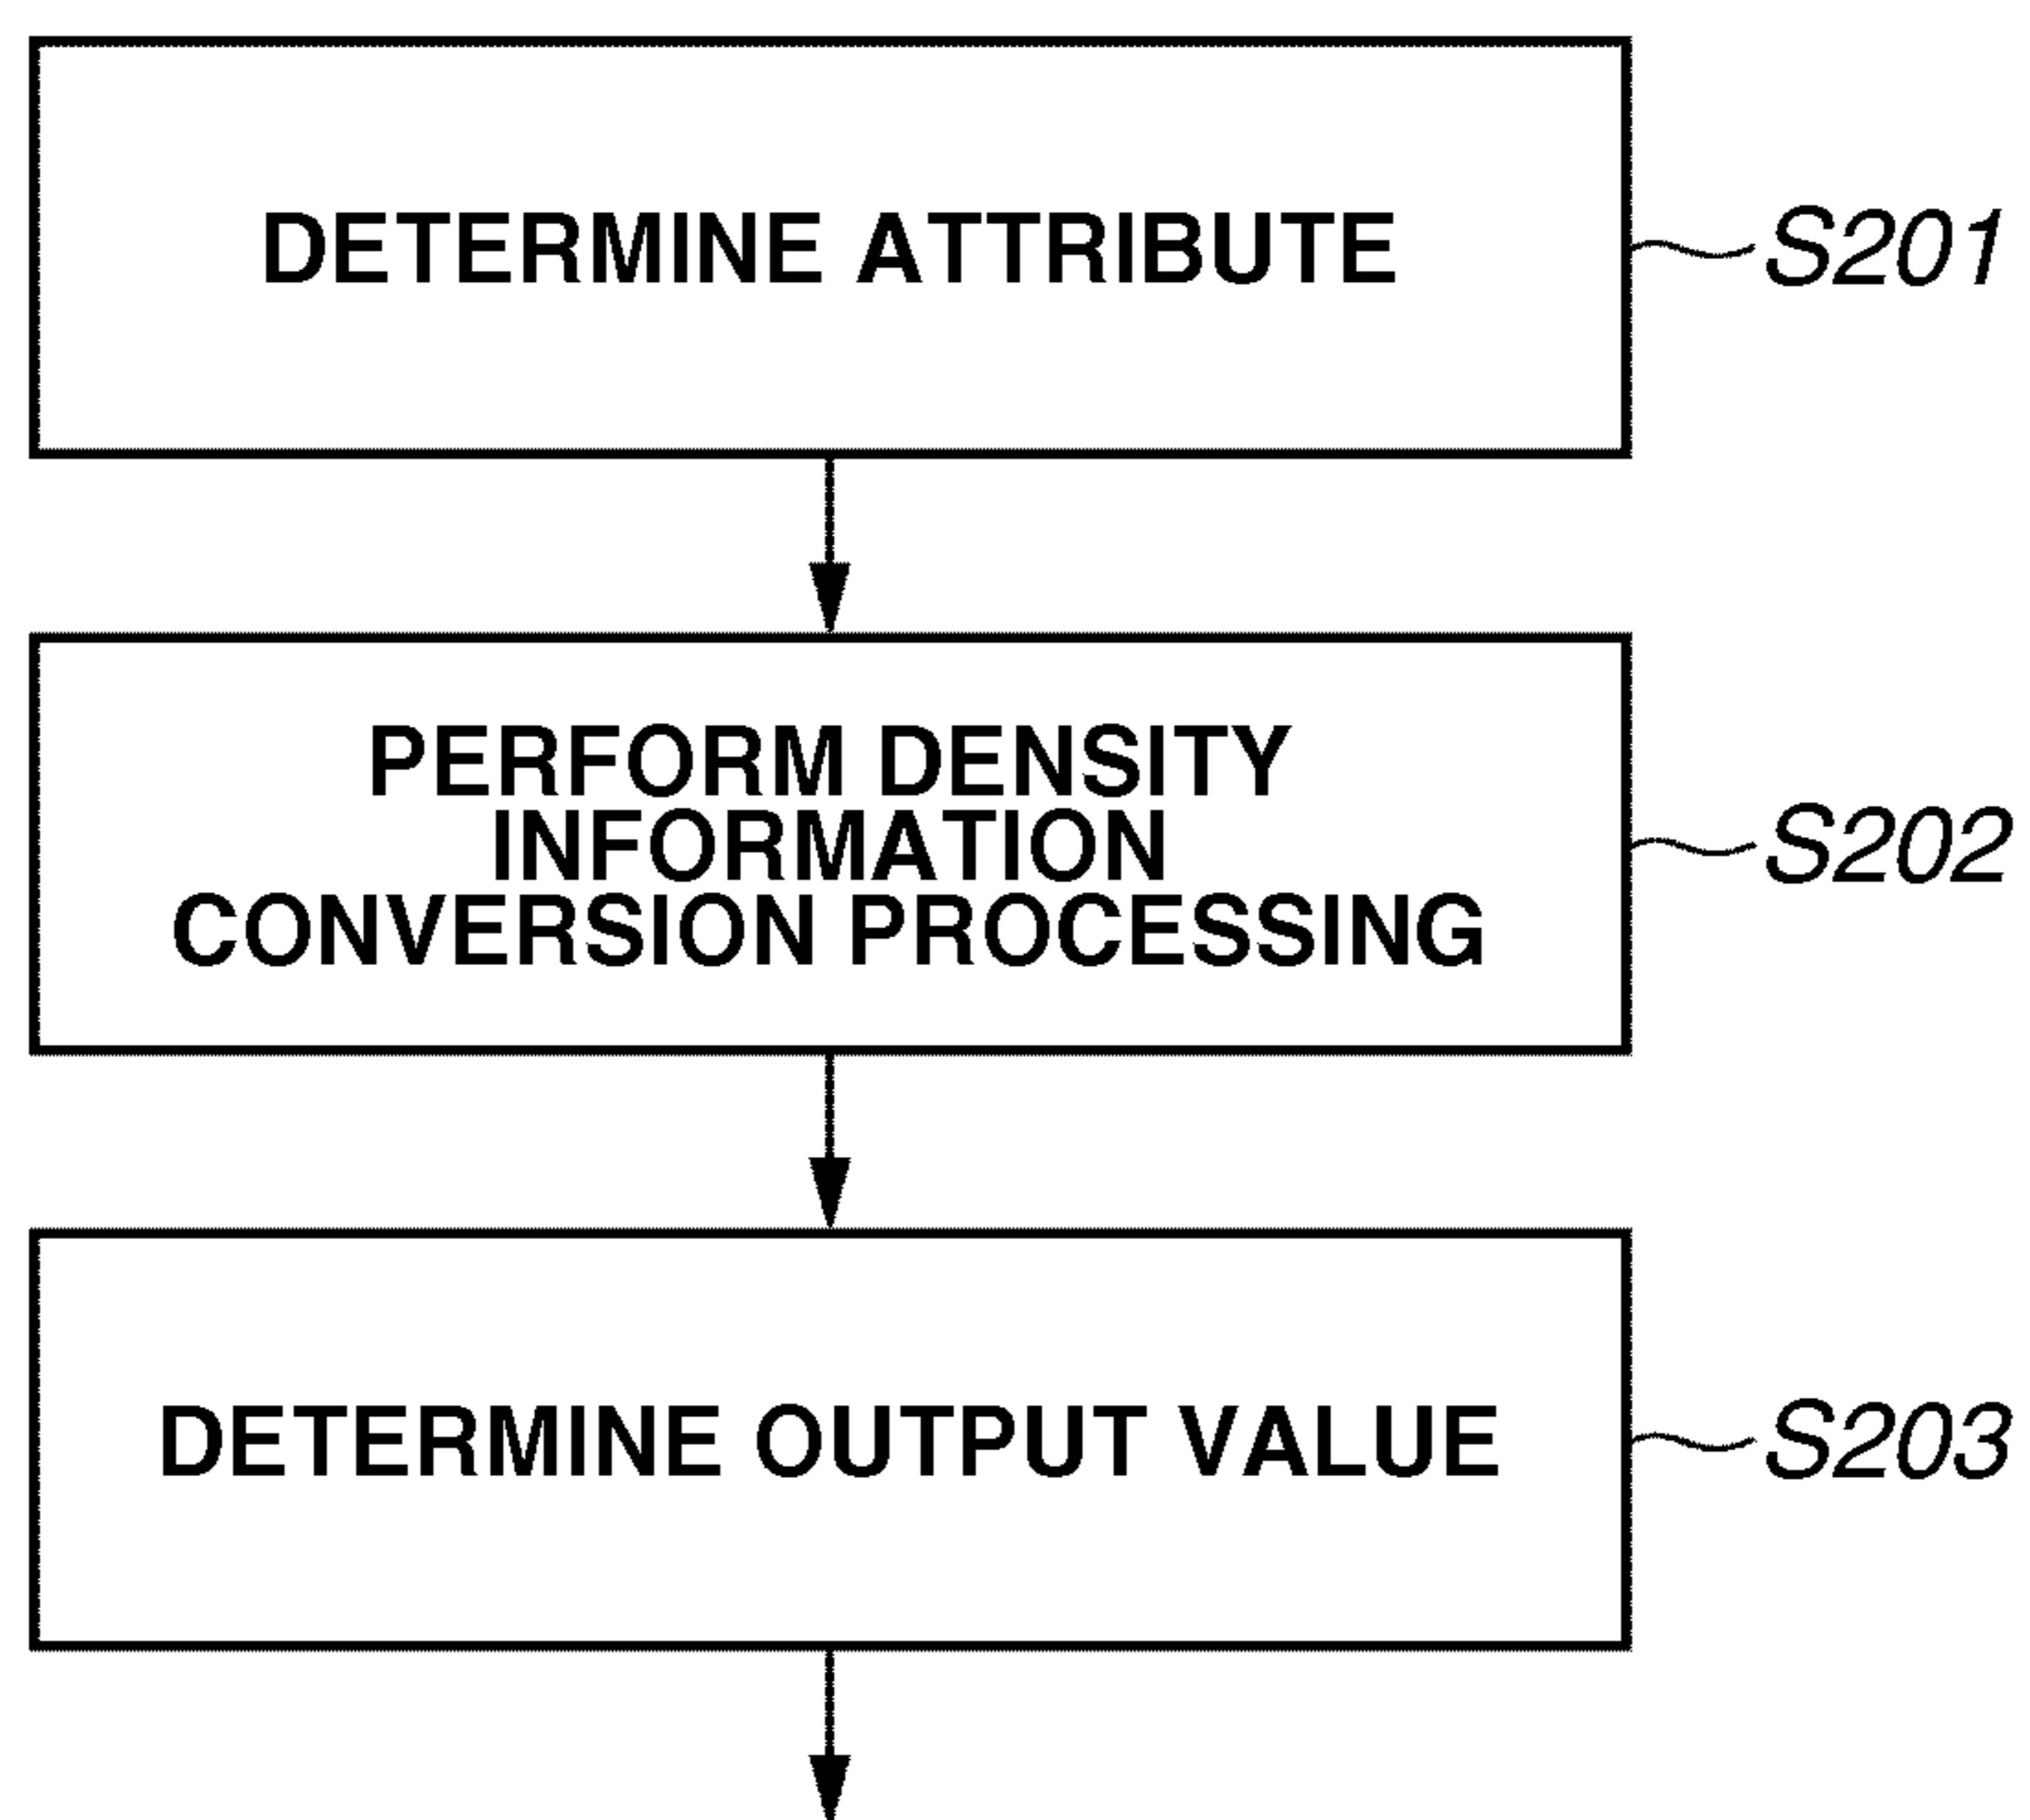 DETERMINE ATTRIBUTE
S201
PERFORM DENSITY
INFORMATION
CONVERSION PROCESSING
S202
DETERMINE OUTPUT VALUE
S203